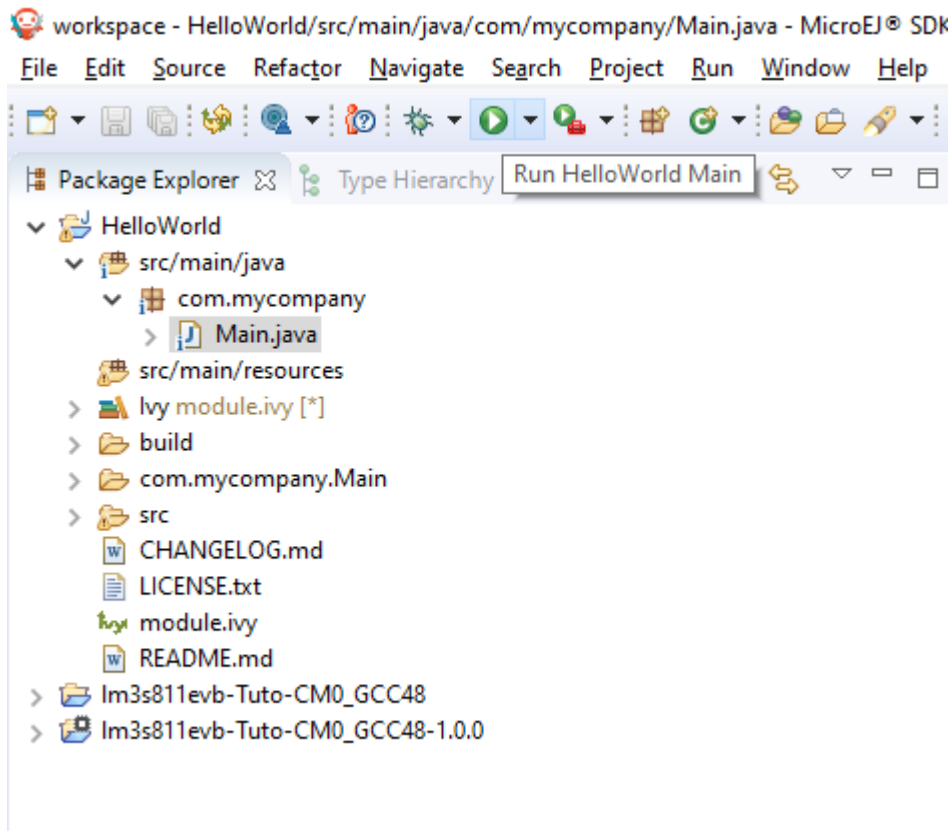 workspace - HelloWorld/src/main/java/com/mycompany/Main.java - MicroEJ® SDK
File Edit Source Refactor Navigate Search Project Run Window Help
Package Explorer Type Hierarchy Run HelloWorld Main
HelloWorld
src/main/java
com.mycompany
Main.java
src/main/resources
Ivy module.ivy [*]
build
com.mycompany.Main
src
CHANGELOG.md
LICENSE.txt
module.ivy
README.md
lm3s811evb-Tuto-CM0_GCC48
lm3s811evb-Tuto-CM0_GCC48-1.0.0